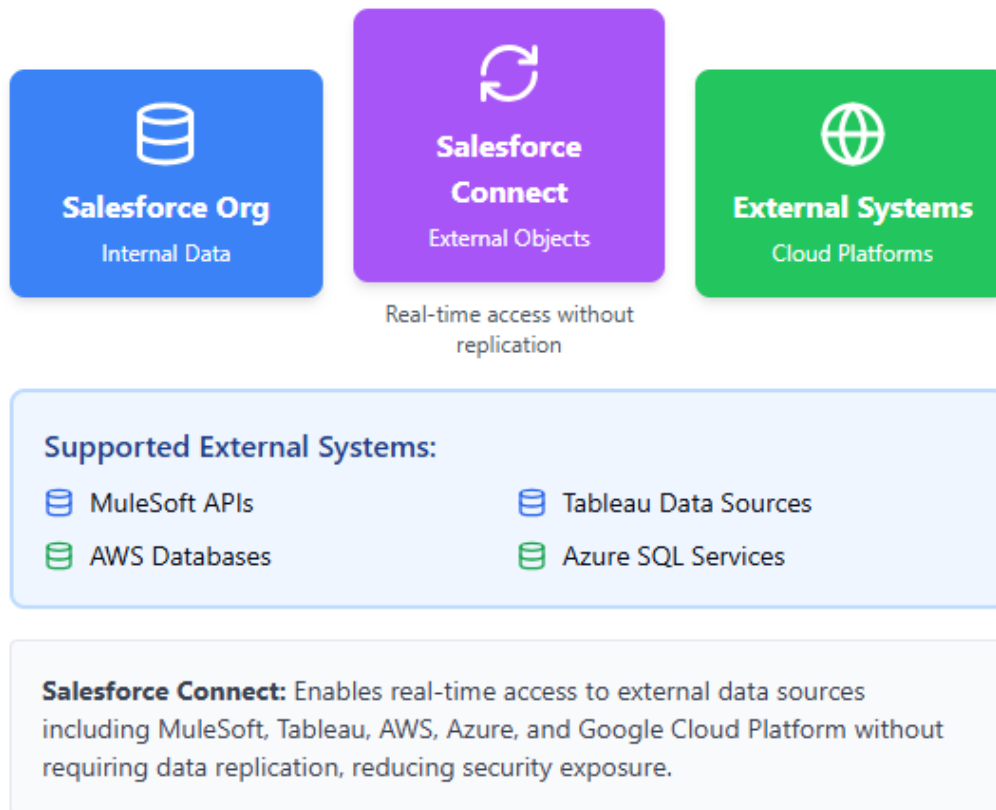 Salesforce Org
Internal Data
Salesforce
Connect
External Objects
Real-time access without
replication
External Systems
Cloud Platforms
Supported External Systems:
MuleSoft APIs
Tableau Data Sources
AWS Databases
Azure SQL Services
Salesforce Connect: Enables real-time access to external data sources
including MuleSoft, Tableau, AWS, Azure, and Google Cloud Platform without
requiring data replication, reducing security exposure.